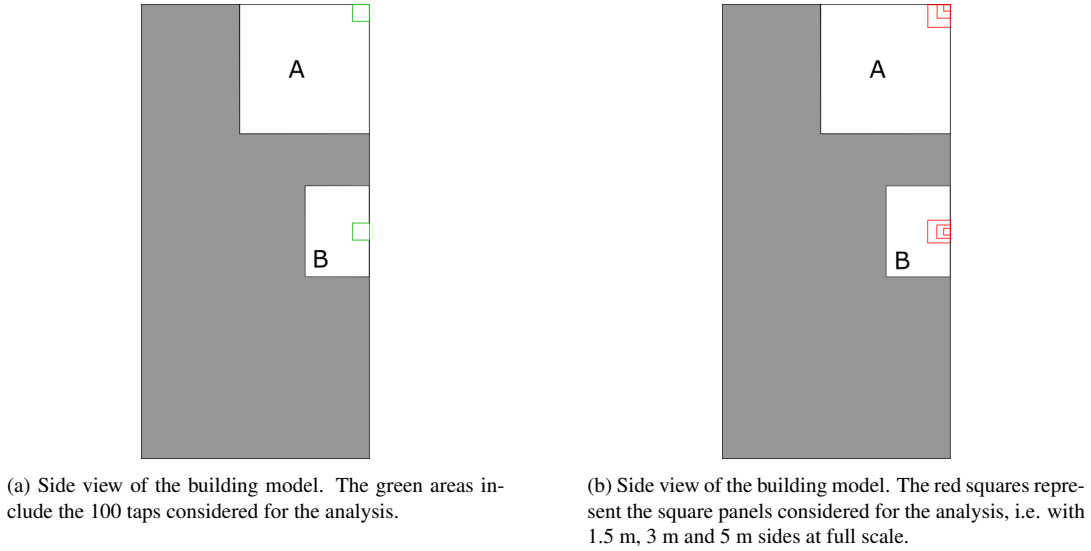 A
B
A
B
(a) Side view of the building model. The green areas in-
clude the 100 taps considered for the analysis.
(b) Side view of the building model. The red squares repre-
sent the square panels considered for the analysis, i.e. with
1.5 m, 3 m and 5 m sides at full scale.